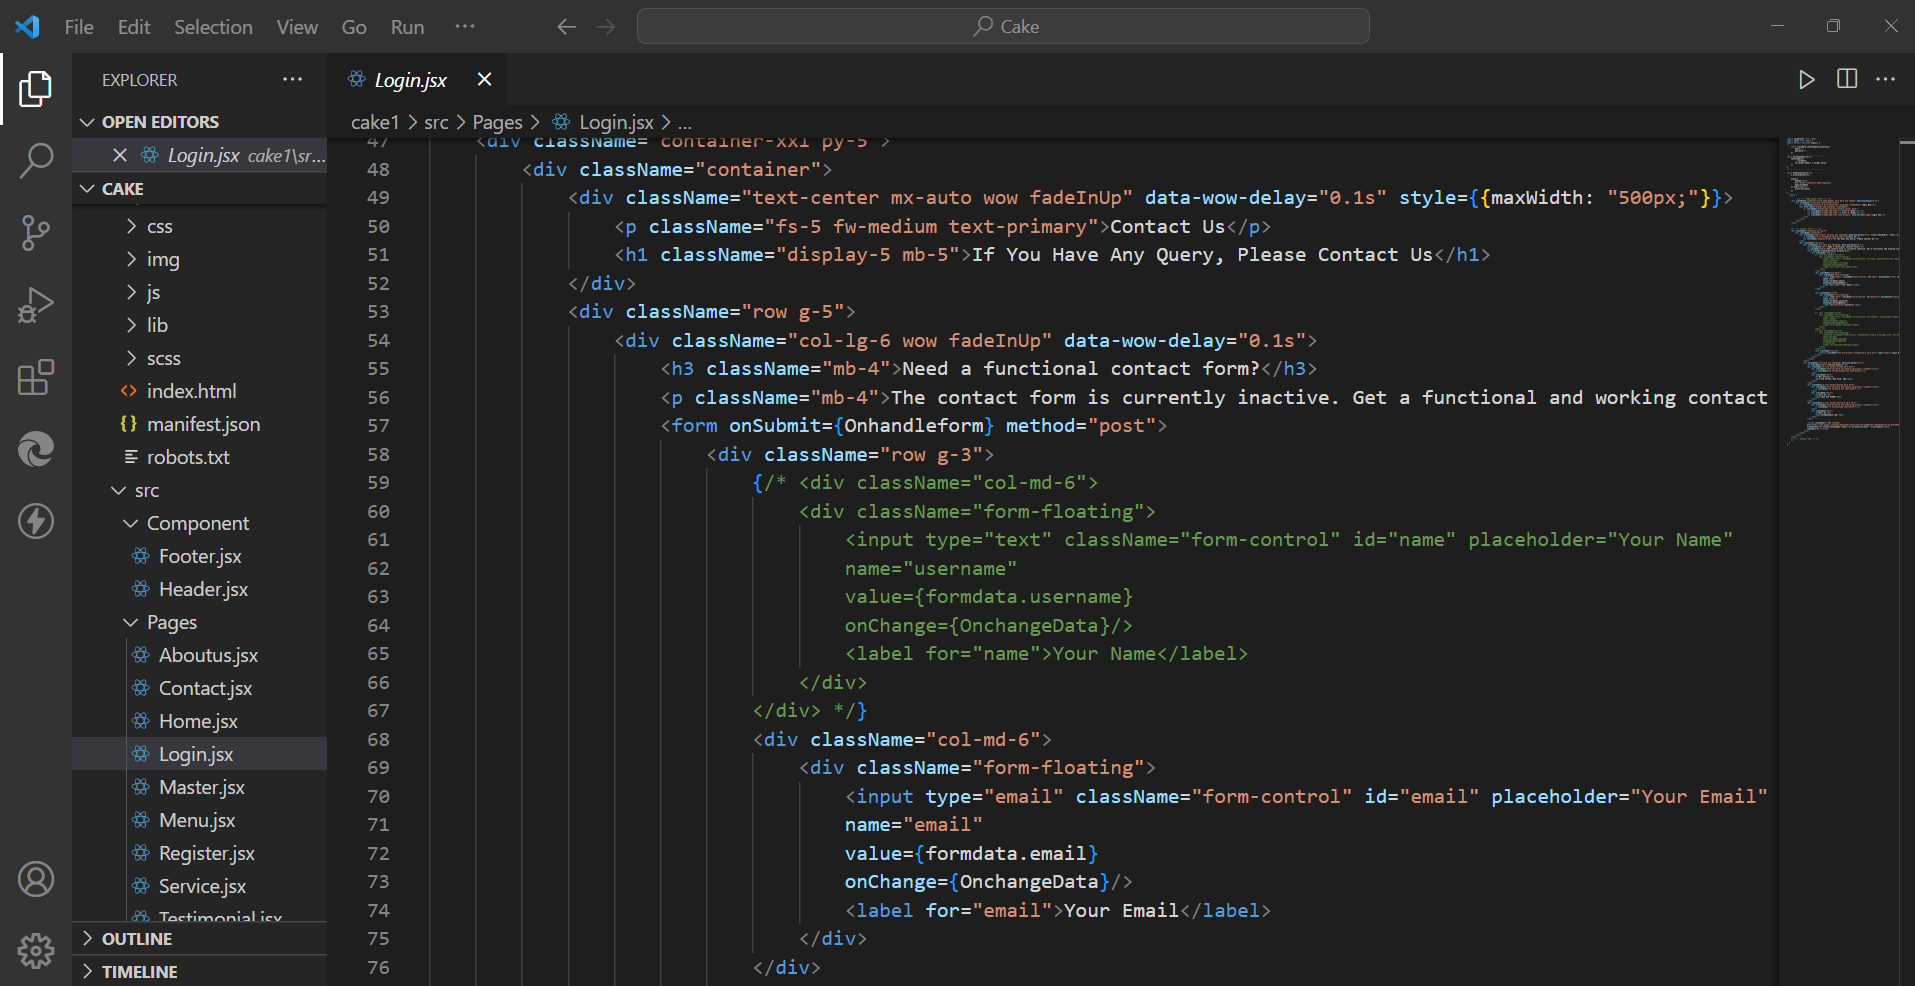 File Edit Selection View Go Run ··· Cake
EXPLORER ···
OPEN EDITORS
Login.jsx cake1\sr...
CAKE
css
img
js
lib
scss
index.html
manifest.json
robots.txt
src
Component
Footer.jsx
Header.jsx
Pages
Aboutus.jsx
Contact.jsx
Home.jsx
Login.jsx
Master.jsx
Menu.jsx
Register.jsx
Service.jsx
Testimonial.jsx
OUTLINE
TIMELINE
Login.jsx
cake1 > src > Pages > Login.jsx > ...
47 <div className="container-xxl py-5">
48 <div className="container">
49 <div className="text-center mx-auto wow fadeInUp" data-wow-delay="0.1s" style={{maxWidth: "500px;"}}>
50 <p className="fs-5 fw-medium text-primary">Contact Us</p>
51 <h1 className="display-5 mb-5">If You Have Any Query, Please Contact Us</h1>
52 </div>
53 <div className="row g-5">
54 <div className="col-lg-6 wow fadeInUp" data-wow-delay="0.1s">
55 <h3 className="mb-4">Need a functional contact form?</h3>
56 <p className="mb-4">The contact form is currently inactive. Get a functional and working contact
57 <form onSubmit={Onhandleform} method="post">
58 <div className="row g-3">
59 {/* <div className="col-md-6">
60 <div className="form-floating">
61 <input type="text" className="form-control" id="name" placeholder="Your Name"
62 name="username"
63 value={formdata.username}
64 onChange={OnchangeData}/>
65 <label for="name">Your Name</label>
66 </div>
67 </div> */}
68 <div className="col-md-6">
69 <div className="form-floating">
70 <input type="email" className="form-control" id="email" placeholder="Your Email"
71 name="email"
72 value={formdata.email}
73 onChange={OnchangeData}/>
74 <label for="email">Your Email</label>
75 </div>
76 </div>